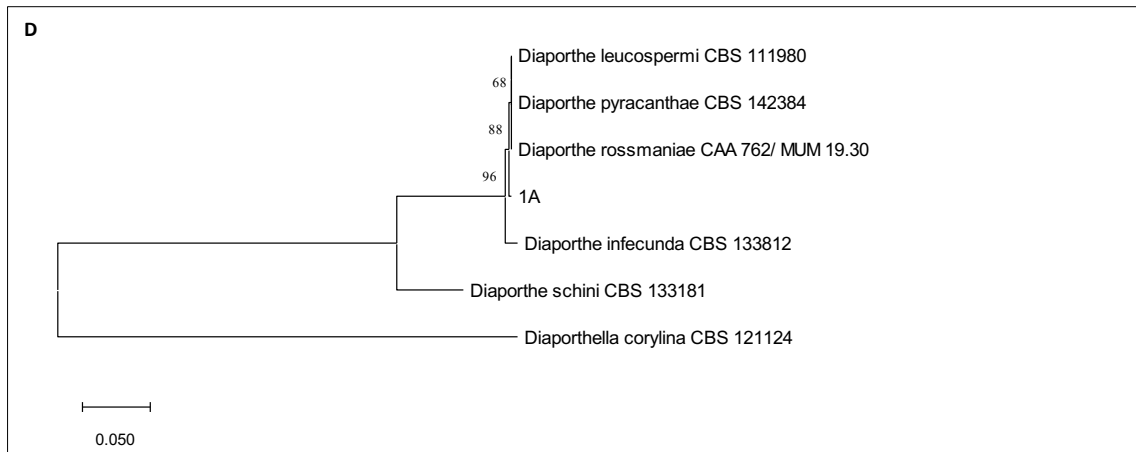 D
Diaporthe leucospermi CBS 111980
68
Diaporthe pyracanthae CBS 142384
88
Diaporthe rossmaniae CAA 762/ MUM 19.30
96
1A
Diaporthe infecunda CBS 133812
Diaporthe schini CBS 133181
Diaporthella corylina CBS 121124
0.050